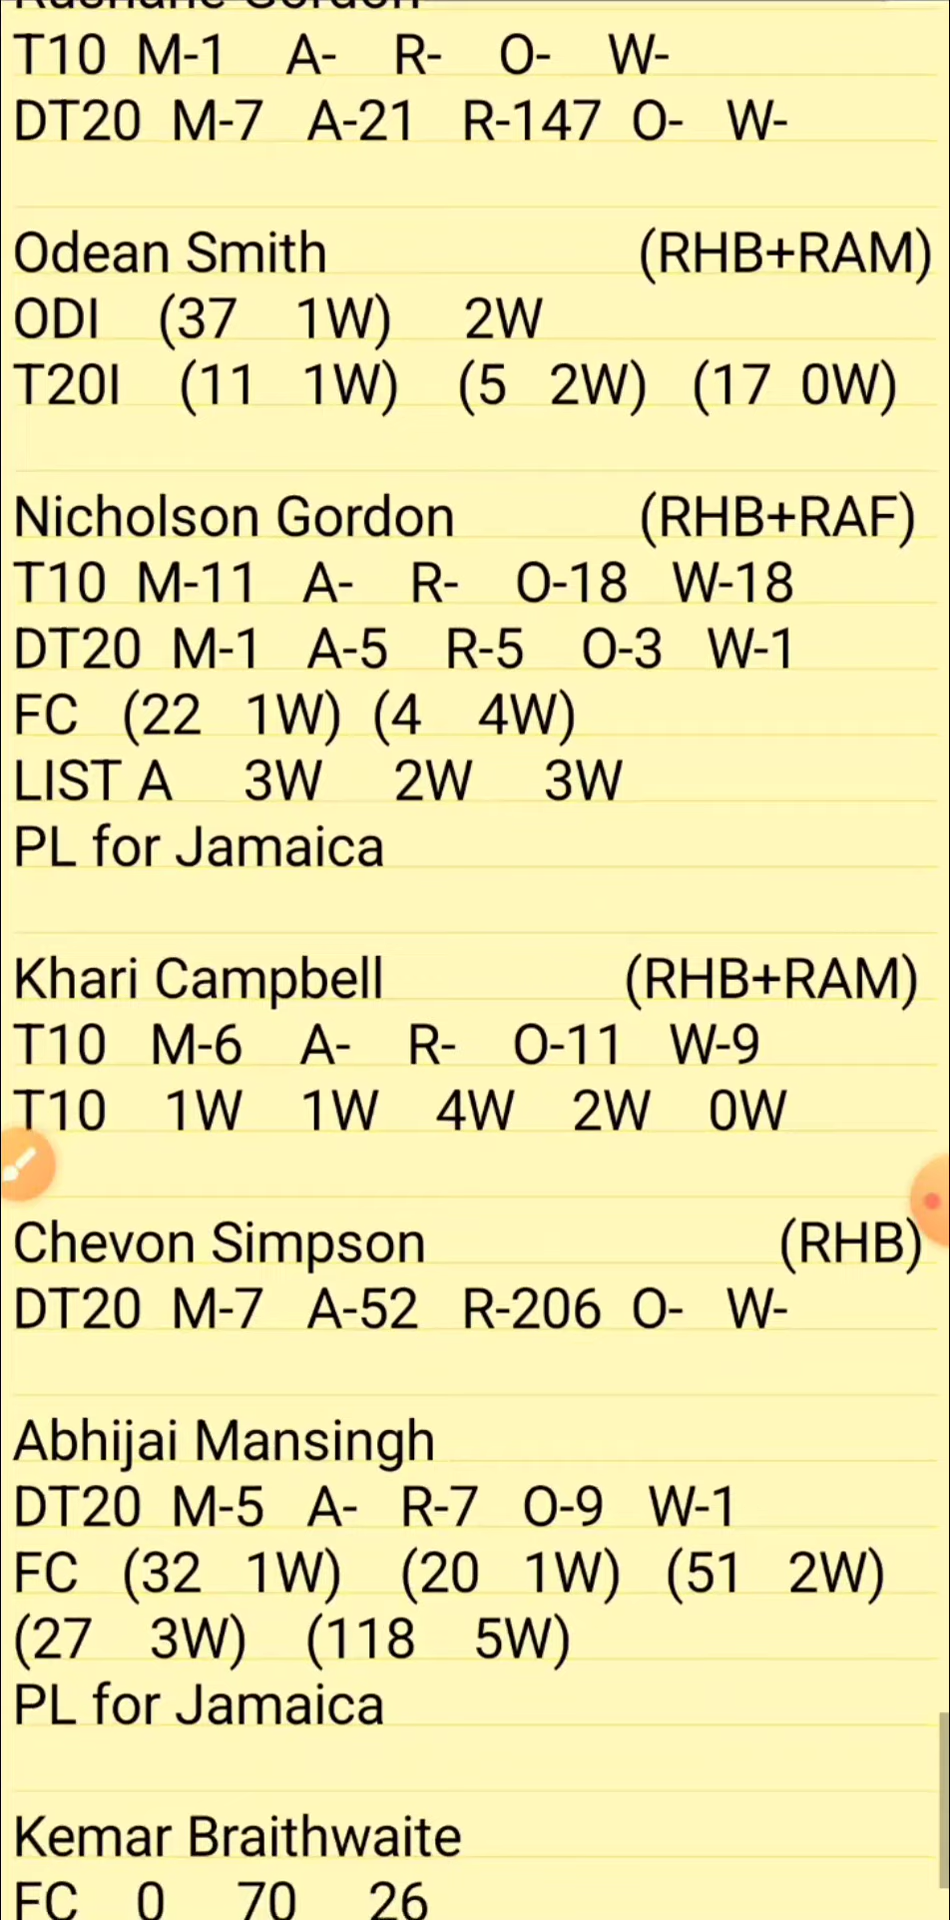 Gordon
T10 M-1 A- R- O- W-
DT20 M-7 A-21 R-147 O- W-
Odean Smith (RHB+RAM)
ODI (37 1W) 2W
T20I (11 1W) (5 2W) (17 0W)
Nicholson Gordon (RHB+RAF)
T10 M-11 A- R- O-18 W-18
DT20 M-1 A-5 R-5 O-3 W-1
FC (22 1W) (4 4W)
LIST A 3W 2W 3W
PL for Jamaica
Khari Campbell (RHB+RAM)
T10 M-6 A- R- O-11 W-9
T10 1W 1W 4W 2W 0W
Chevon Simpson (RHB)
DT20 M-7 A-52 R-206 O- W-
Abhijai Mansingh
DT20 M-5 A- R-7 O-9 W-1
FC (32 1W) (20 1W) (51 2W)
(27 3W) (118 5W)
PL for Jamaica
Kemar Braithwaite
FC 0 70 26